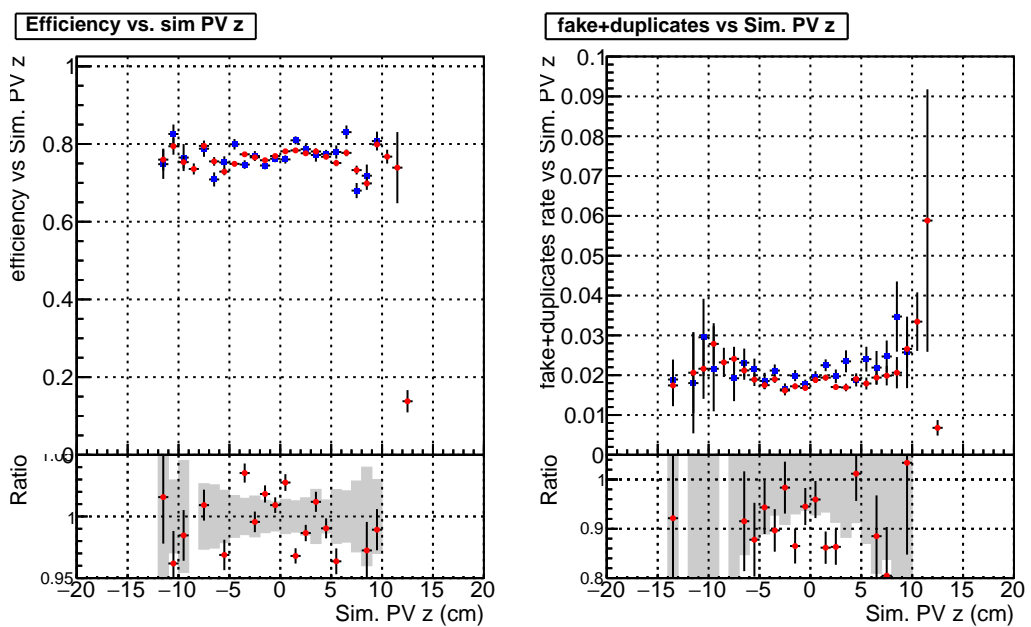 Efficiency vs. sim PV z
efficiency vs Sim. PV z
1
0.8
0.6
0.4
0.2
0
Ratio
1
0.95
−20 −15 −10 −5 0 5 10 15 20
Sim. PV z (cm)
fake+duplicates vs Sim. PV z
fake+duplicates rate vs Sim. PV z
0.1
0.09
0.08
0.07
0.06
0.05
0.04
0.03
0.02
0.01
0
Ratio
1
0.9
0.8
−20 −15 −10 −5 0 5 10 15 20
Sim. PV z (cm)